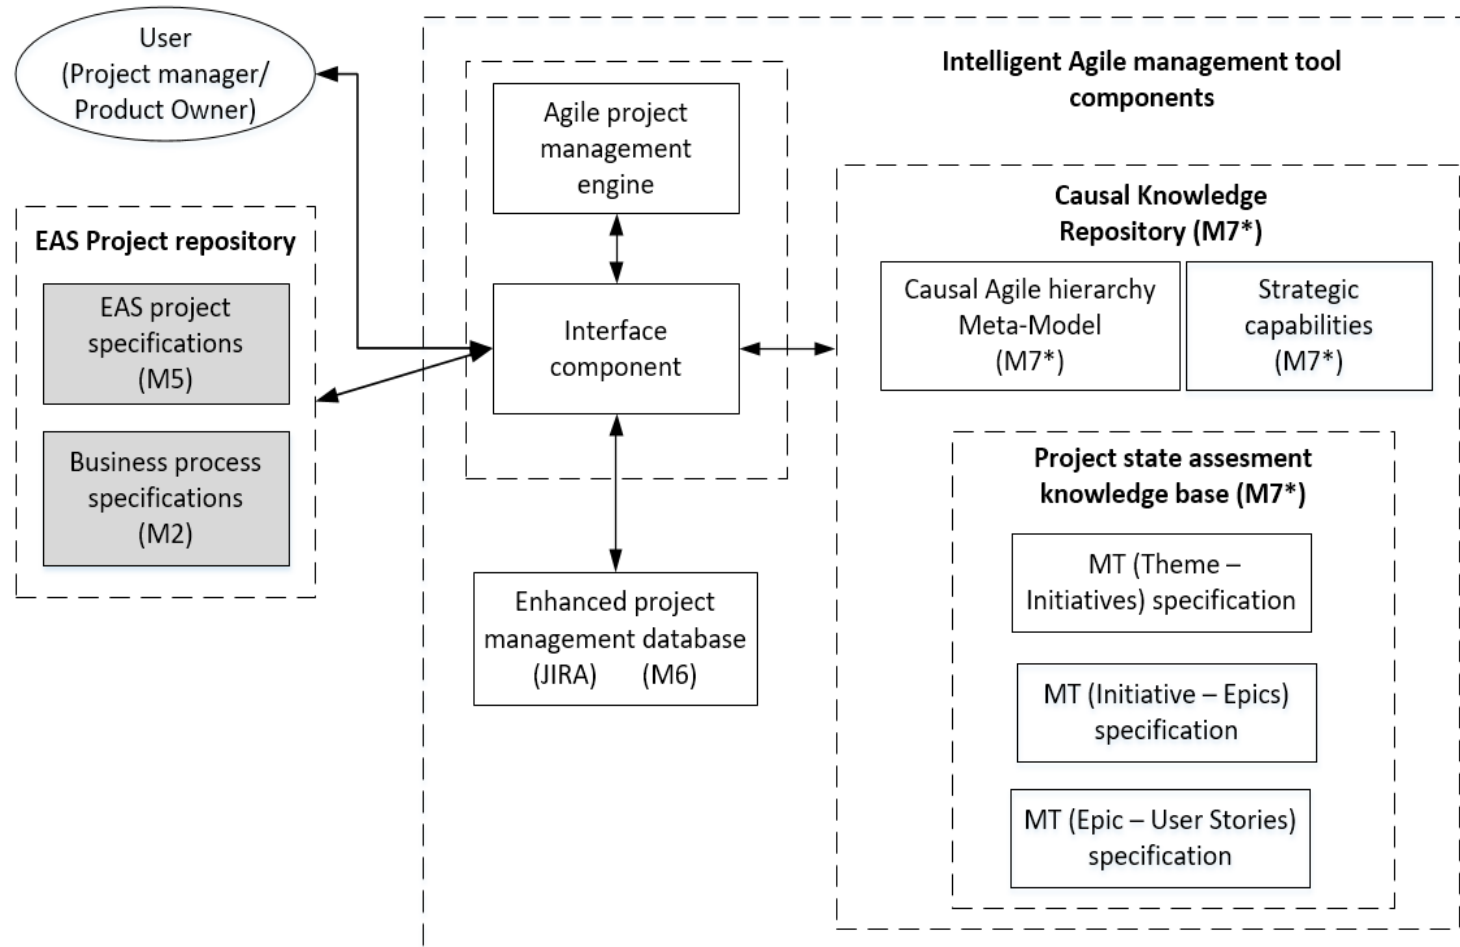 User
(Project manager/
Product Owner)
EAS Project repository
EAS project
specifications
(M5)
Business process
specifications
(M2)
Agile project
management
engine
Interface
component
Enhanced project
management database
(JIRA) (M6)
Intelligent Agile management tool
components
Causal Knowledge
Repository (M7*)
Causal Agile hierarchy
Meta-Model
(M7*)
Strategic
capabilities
(M7*)
Project state assesment
knowledge base (M7*)
MT (Theme –
Initiatives) specification
MT (Initiative – Epics)
specification
MT (Epic – User Stories)
specification